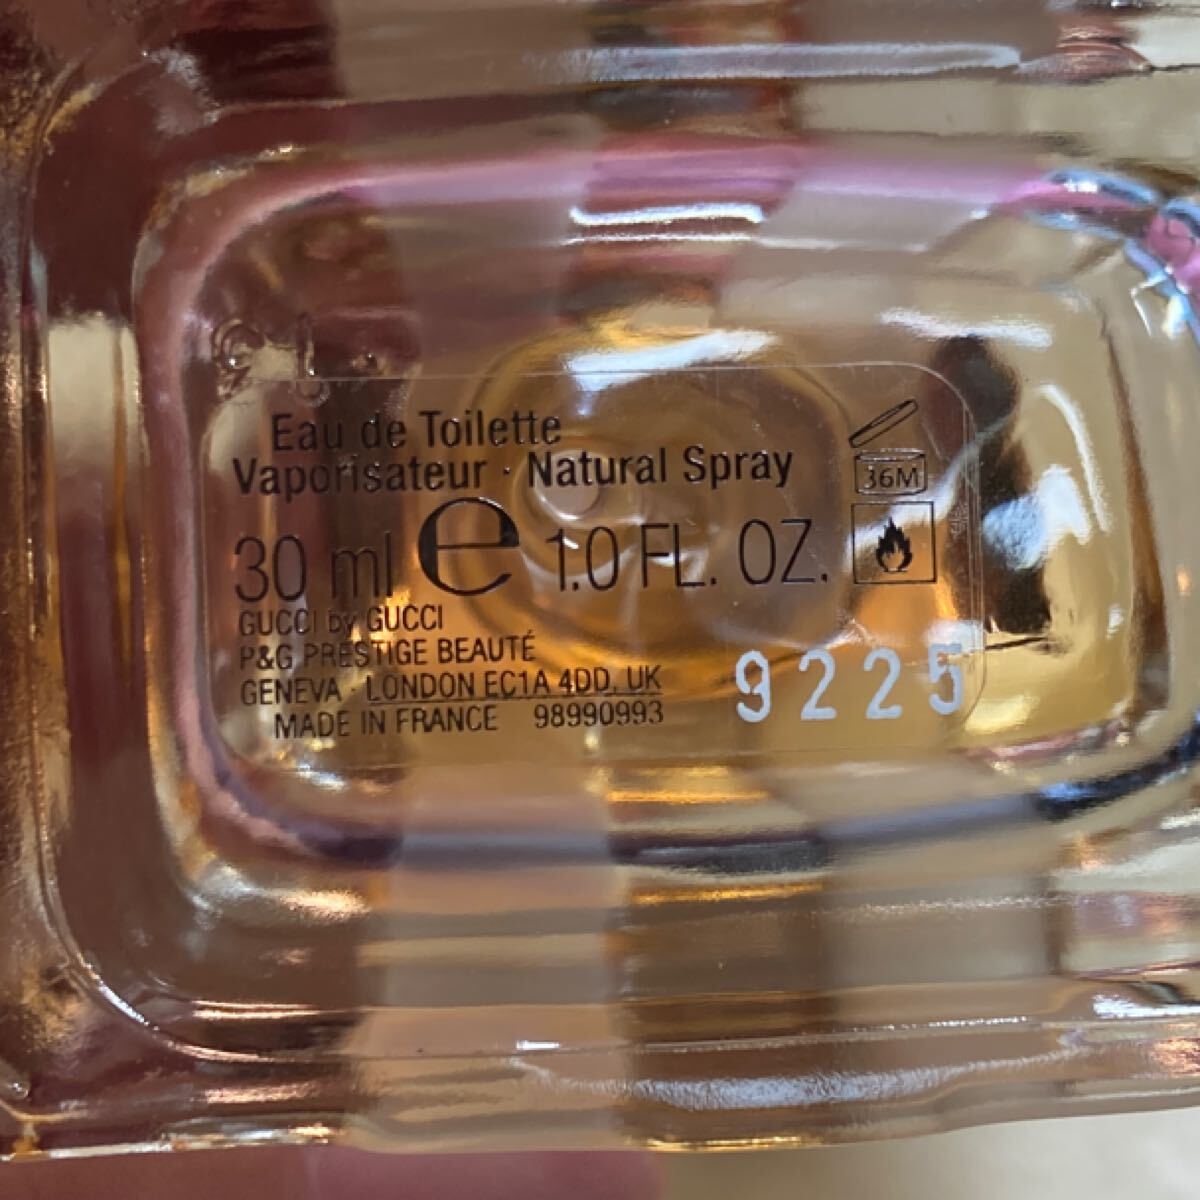 Eau de Toilette
Vaporisateur · Natural Spray
36M
30 ml e 1.0 FL. OZ.
GUCCI by GUCCI
P&G PRESTIGE BEAUTÉ
GENEVA · LONDON EC1A 4DD, UK
MADE IN FRANCE 98990993
9225